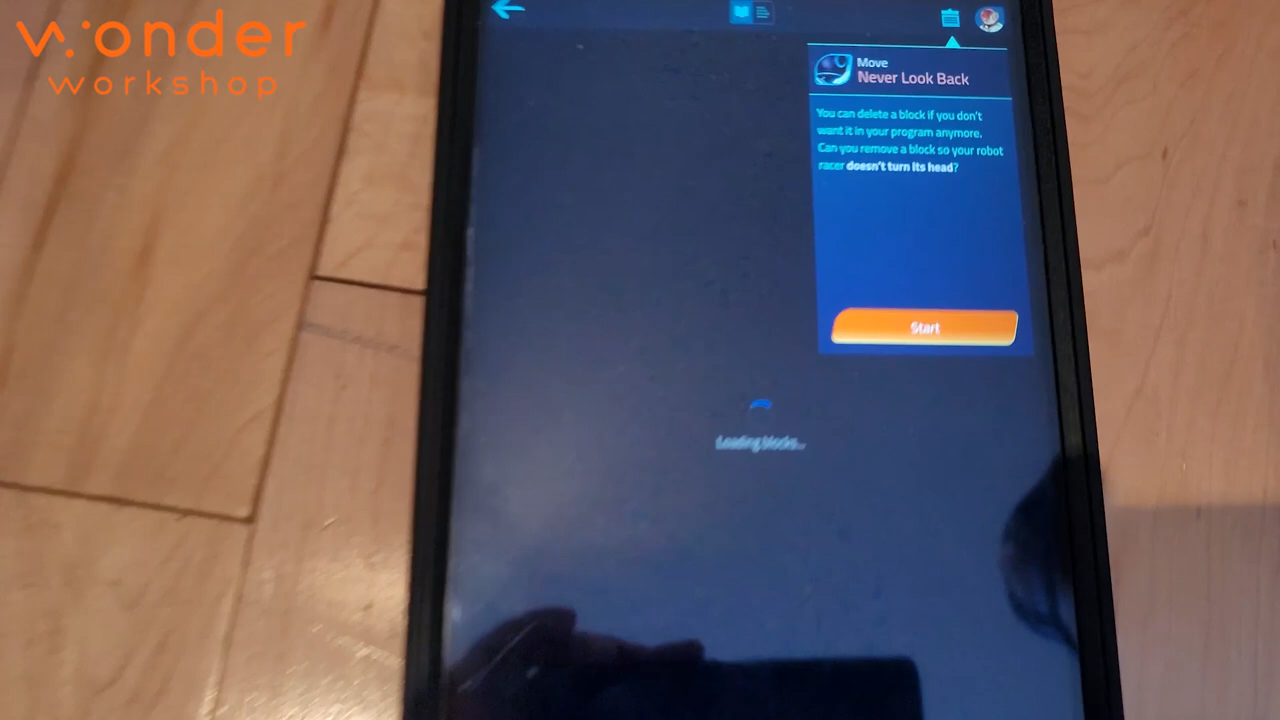 wonder
workshop
Move
Never Look Back
You can delete a block if you don't
want it in your program anymore.
Can you remove a block so your robot
racer doesn't turn its head?
Start
Loading blocks...